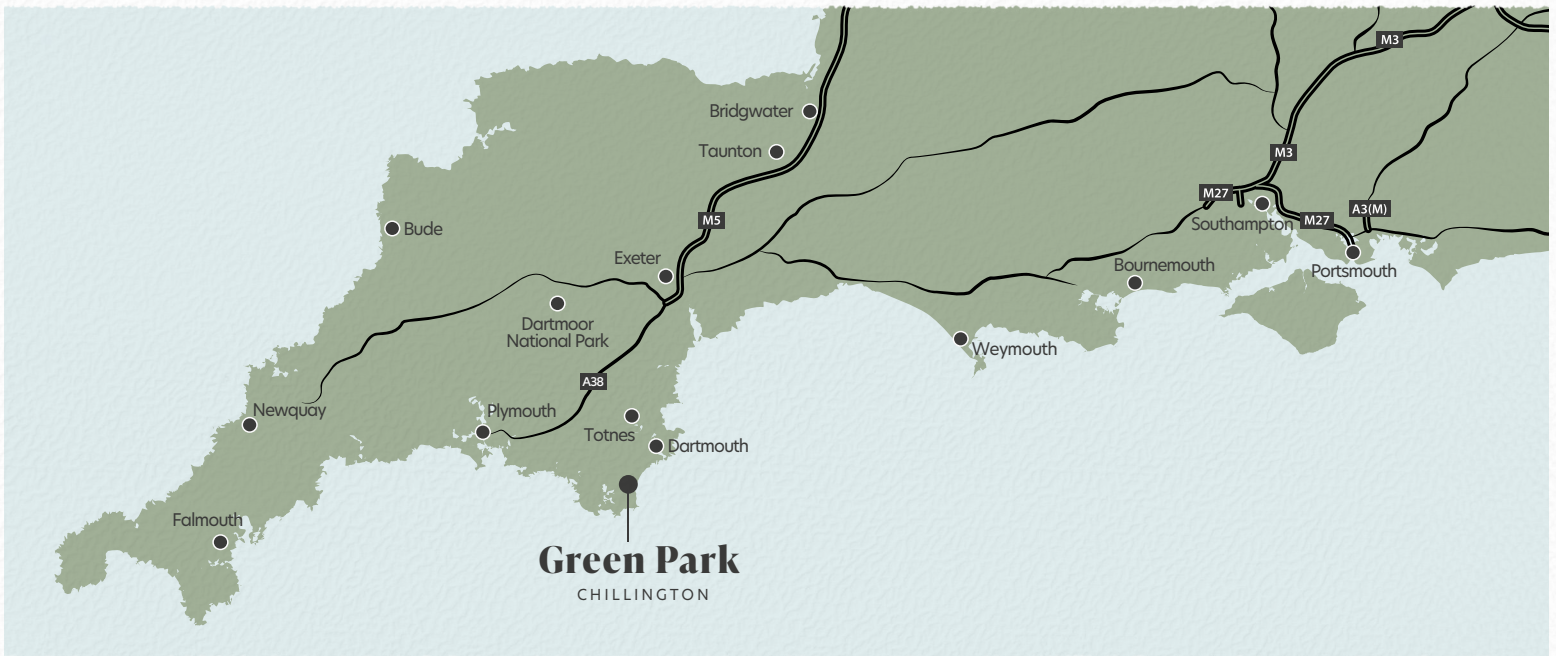 M3
Bridgwater
Taunton
M3
M27
A3(M)
M5
M27
Southampton
Bude
Exeter
Bournemouth
Portsmouth
Dartmoor
National Park
Weymouth
A38
Newquay
Plymouth
Totnes
Dartmouth
Falmouth
Green Park
CHILLINGTON